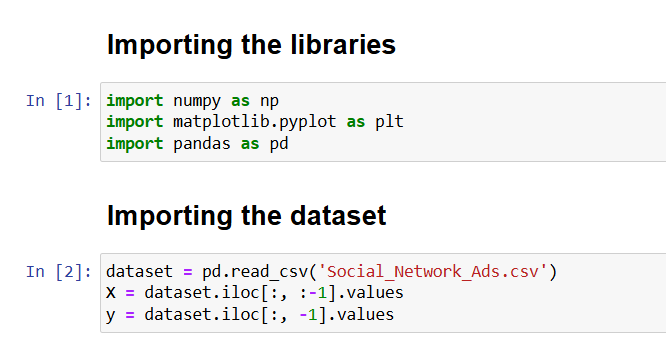 Importing the libraries
In [1]: import numpy as np
import matplotlib.pyplot as plt
import pandas as pd
Importing the dataset
In [2]: dataset = pd.read_csv('Social_Network_Ads.csv')
X = dataset.iloc[:, :-1].values
y = dataset.iloc[:, -1].values